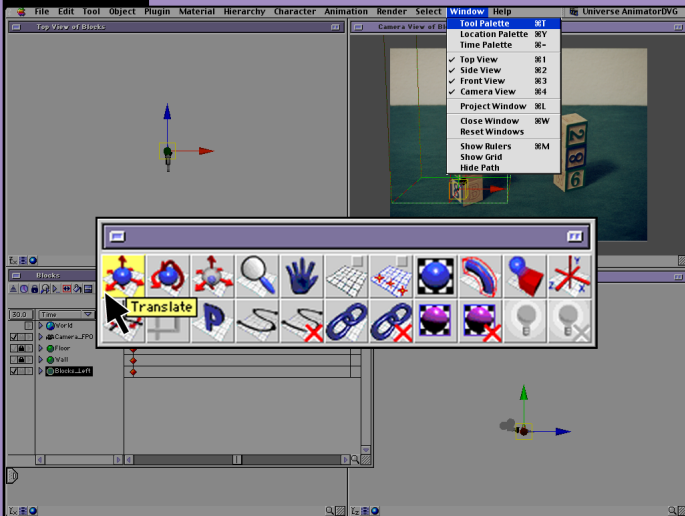 File Edit Tool Object Plugin Material Hierarchy Character Animation Render Select Window Help Universe AnimatorDVG
Top View of Blocks
Camera View of Bl
Tool Palette ⌘T
Location Palette ⌘Y
Time Palette ⌘-
✓ Top View ⌘1
✓ Side View ⌘2
✓ Front View ⌘3
✓ Camera View ⌘4
Project Window ⌘L
Close Window ⌘W
Reset Windows
Show Rulers ⌘M
Show Grid
Hide Path
Translate
Blocks
30.0 Time
World
Camera_FPO
Floor
Wall
Blocks_Left